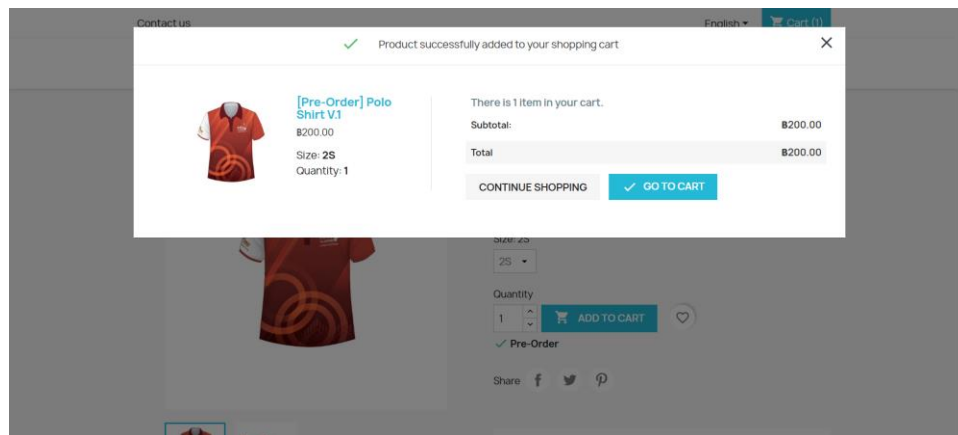 Contact us
English
Cart (1)
Product successfully added to your shopping cart
[Pre-Order] Polo
Shirt V.1
฿200.00
Size: 2S
Quantity: 1
There is 1 item in your cart.
Subtotal: ฿200.00
Total ฿200.00
CONTINUE SHOPPING
GO TO CART
Size: 2S
2S
Quantity
1
ADD TO CART
Pre-Order
Share